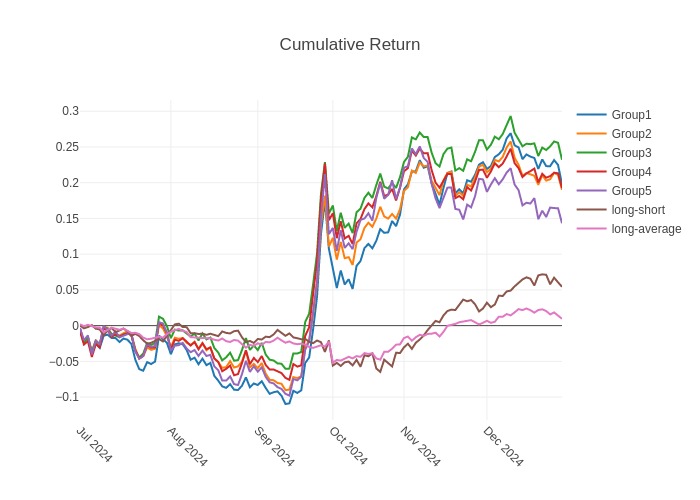 Cumulative Return
0.3
0.25
0.2
0.15
0.1
0.05
0
−0.05
−0.1
Jul 2024
Aug 2024
Sep 2024
Oct 2024
Nov 2024
Dec 2024
Group1
Group2
Group3
Group4
Group5
long-short
long-average